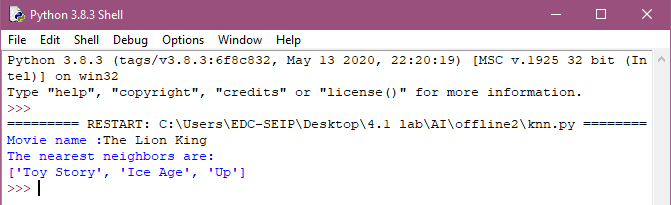 Python 3.8.3 Shell
File Edit Shell Debug Options Window Help
Python 3.8.3 (tags/v3.8.3:6f8c832, May 13 2020, 22:20:19) [MSC v.1925 32 bit (In
tel)] on win32
Type "help", "copyright", "credits" or "license()" for more information.
>>>
========= RESTART: C:\Users\EDC-SEIP\Desktop\4.1 lab\AI\offline2\knn.py ========
Movie name :The Lion King
The nearest neighbors are:
['Toy Story', 'Ice Age', 'Up']
>>>